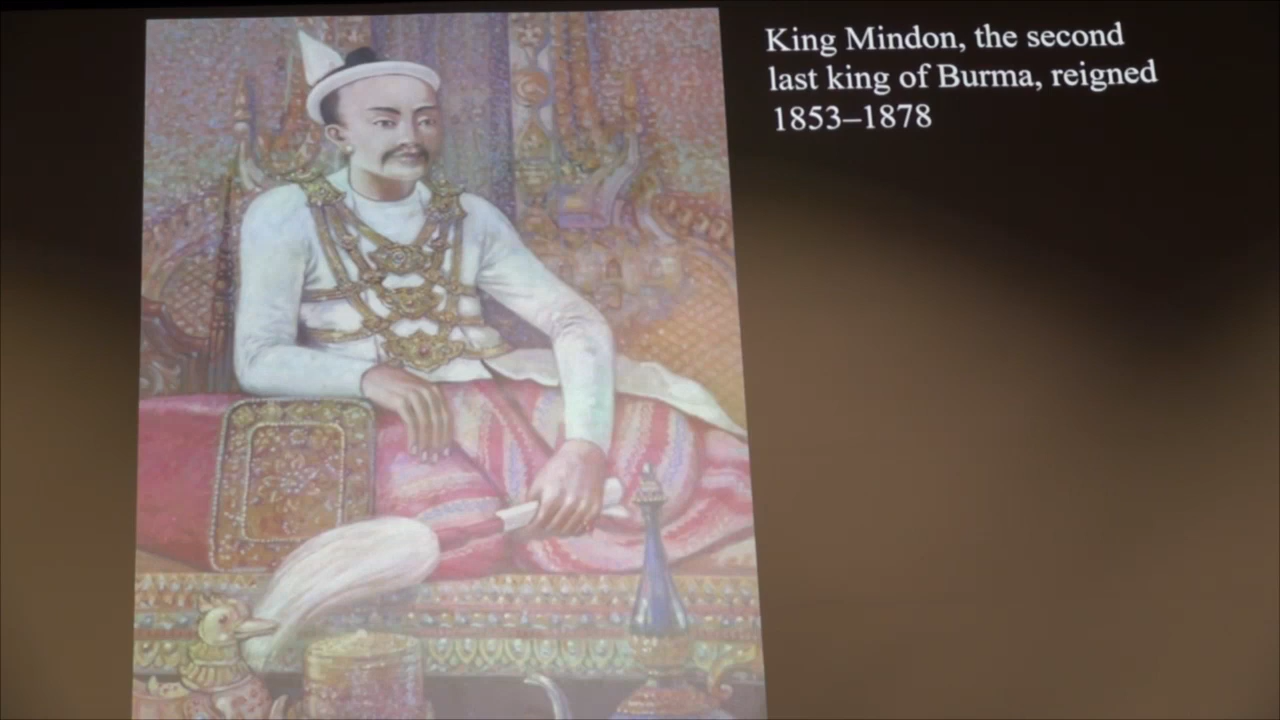 King Mindon, the second
last king of Burma, reigned
1853–1878